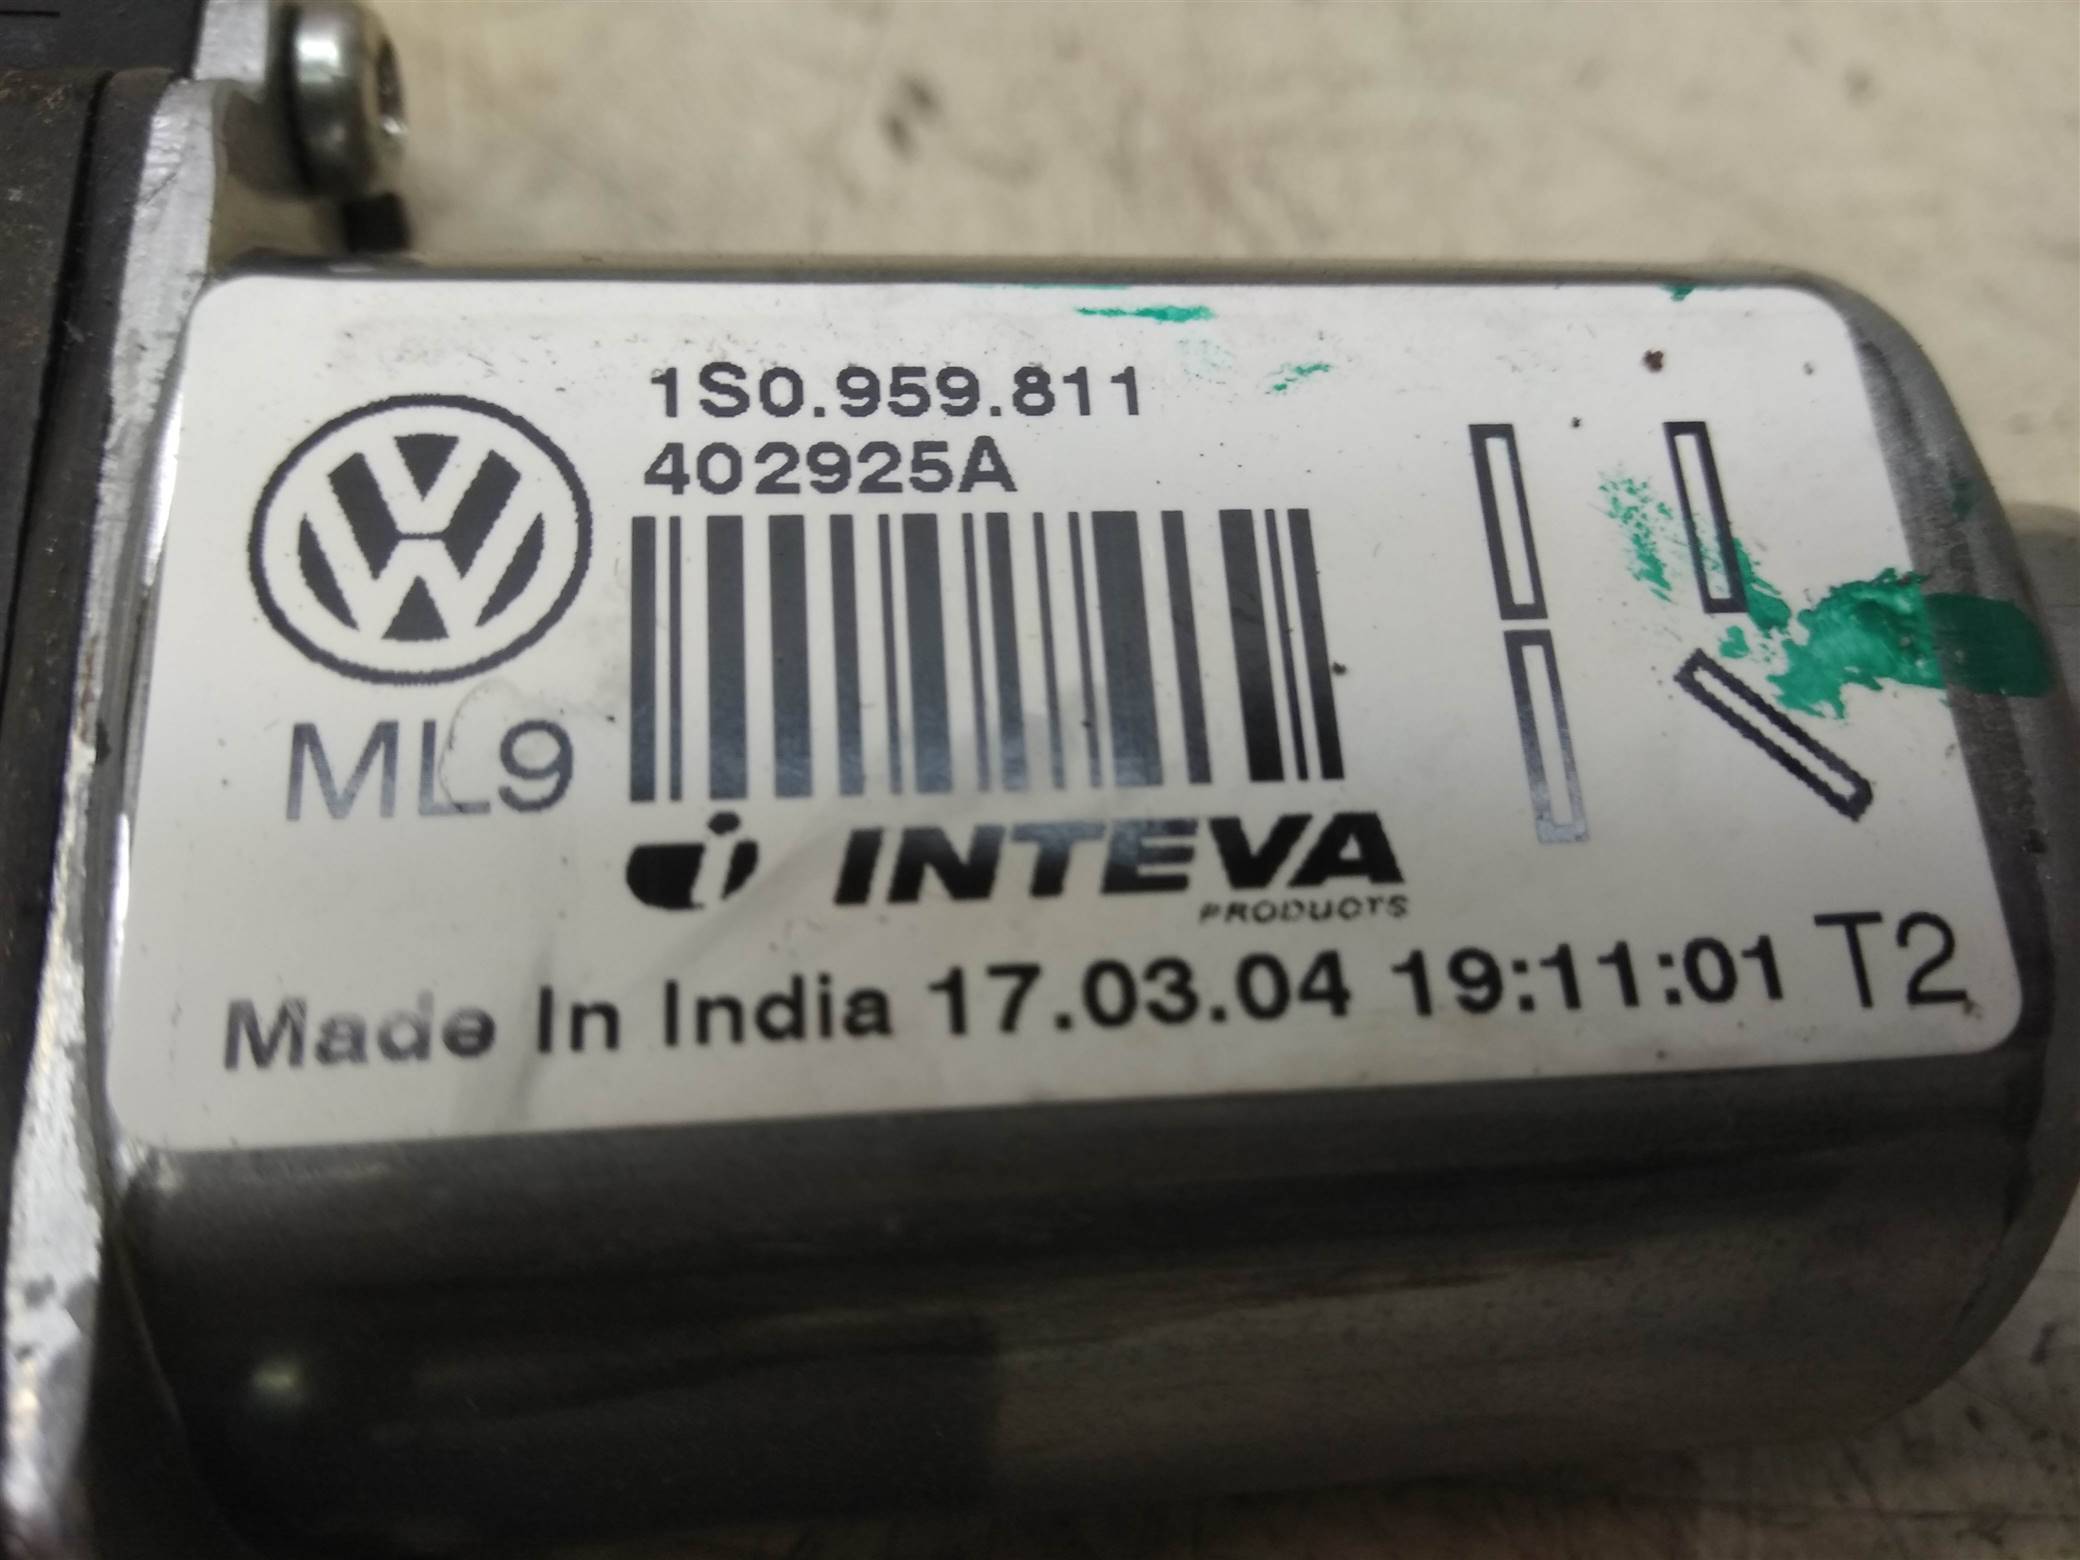 1S0.959.811
402925A
ML9
INTEVA
PRODUCTS
Made In India 17.03.04 19:11:01 T2